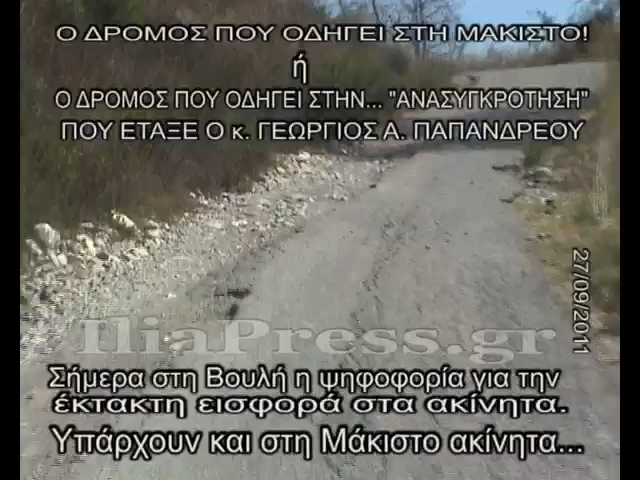 Ο ΔΡΟΜΟΣ ΠΟΥ ΟΔΗΓΕΙ ΣΤΗ ΜΑΚΙΣΤΟ!
ή
Ο ΔΡΟΜΟΣ ΠΟΥ ΟΔΗΓΕΙ ΣΤΗΝ... "ΑΝΑΣΥΓΚΡΟΤΗΣΗ"
ΠΟΥ ΕΤΑΞΕ Ο κ. ΓΕΩΡΓΙΟΣ Α. ΠΑΠΑΝΔΡΕΟΥ
27/09/2011
IliaPress.gr
Σήμερα στη Βουλή η ψηφοφορία για την
έκτακτη εισφορά στα ακίνητα.
Υπάρχουν και στη Μάκιστο ακίνητα...